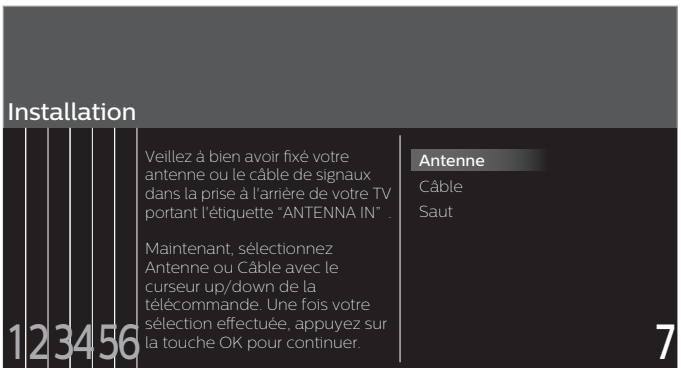 Installation
Veillez à bien avoir fixé votre
antenne ou le câble de signaux
dans la prise à l'arrière de votre TV
portant l'étiquette “ANTENNA IN” .
Maintenant, sélectionnez
Antenne ou Câble avec le
curseur up/down de la
télécommande. Une fois votre
sélection effectuée, appuyez sur
la touche OK pour continuer.
Antenne
Câble
Saut
123456
7